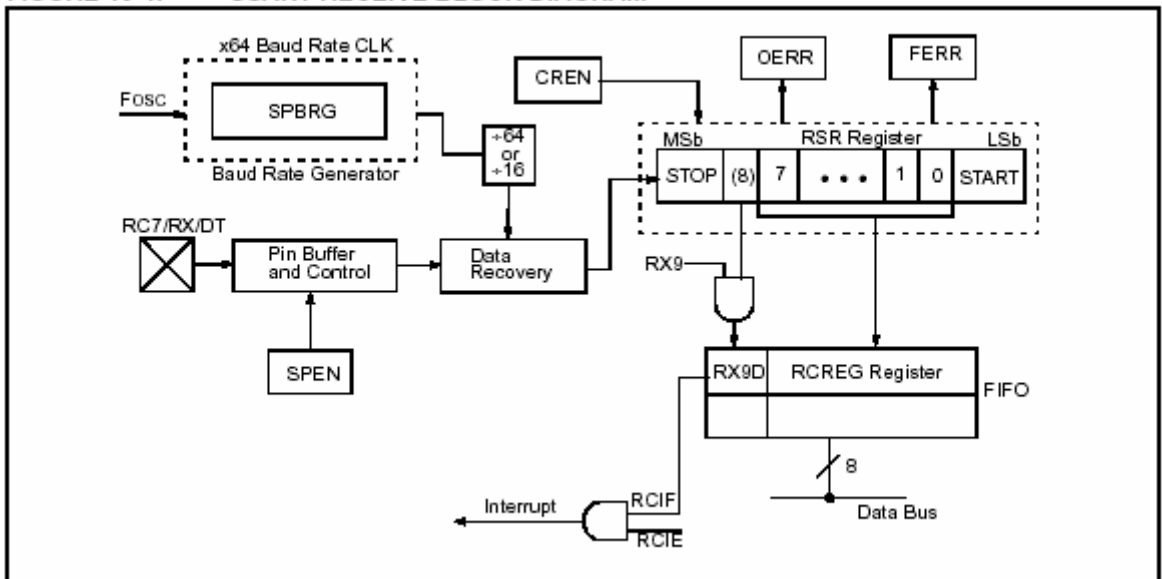 x64 Baud Rate CLK
FOSC
SPBRG
Baud Rate Generator
÷64
or
÷16
CREN
OERR
FERR
MSb
RSR Register
LSb
STOP
(8)
7
• • •
1
0
START
RC7/RX/DT
Pin Buffer
and Control
Data
Recovery
RX9
SPEN
RX9D
RCREG Register
FIFO
8
Data Bus
Interrupt
RCIF
RCIE